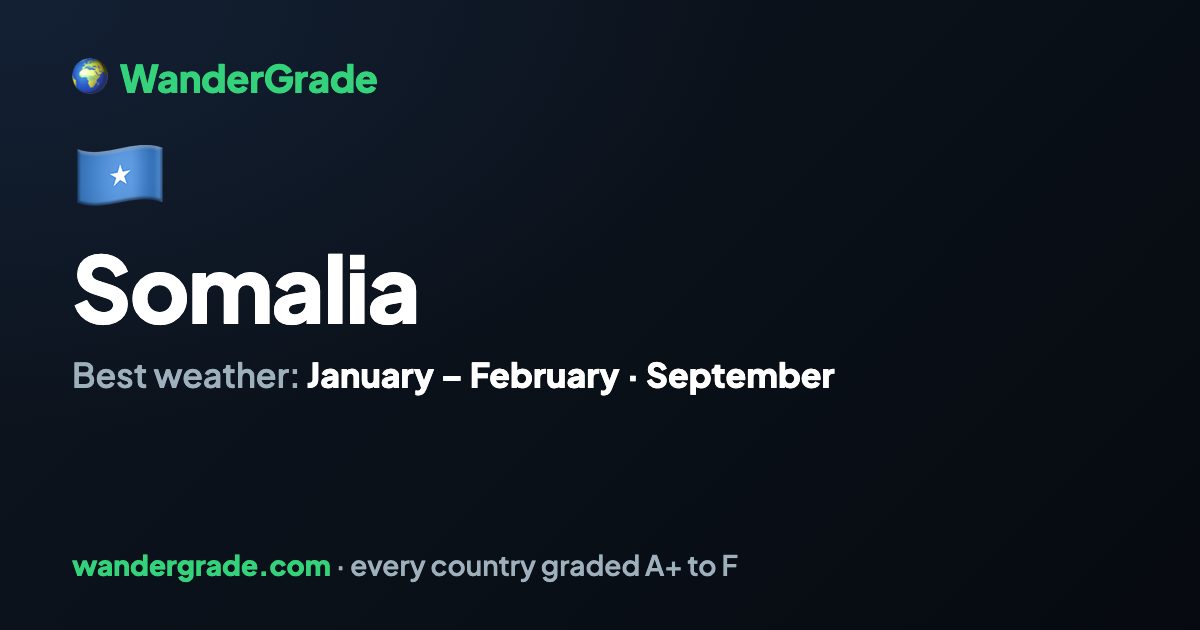 WanderGrade
Somalia
Best weather: January – February · September
wandergrade.com · every country graded A+ to F